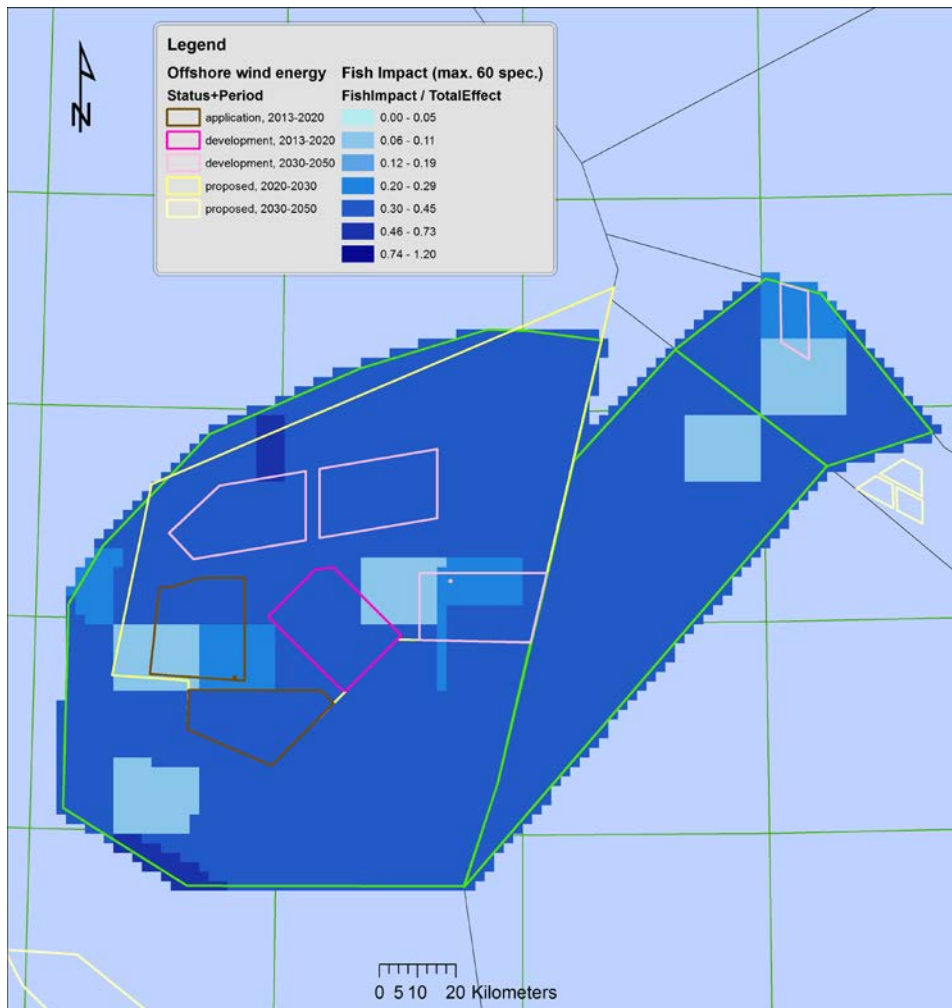 Legend
Offshore wind energy
Status+Period
application, 2013-2020
development, 2013-2020
development, 2030-2050
proposed, 2020-2030
proposed, 2030-2050
Fish Impact (max. 60 spec.)
FishImpact / TotalEffect
0.00 - 0.05
0.06 - 0.11
0.12 - 0.19
0.20 - 0.29
0.30 - 0.45
0.46 - 0.73
0.74 - 1.20
N
0 5 10 20 Kilometers